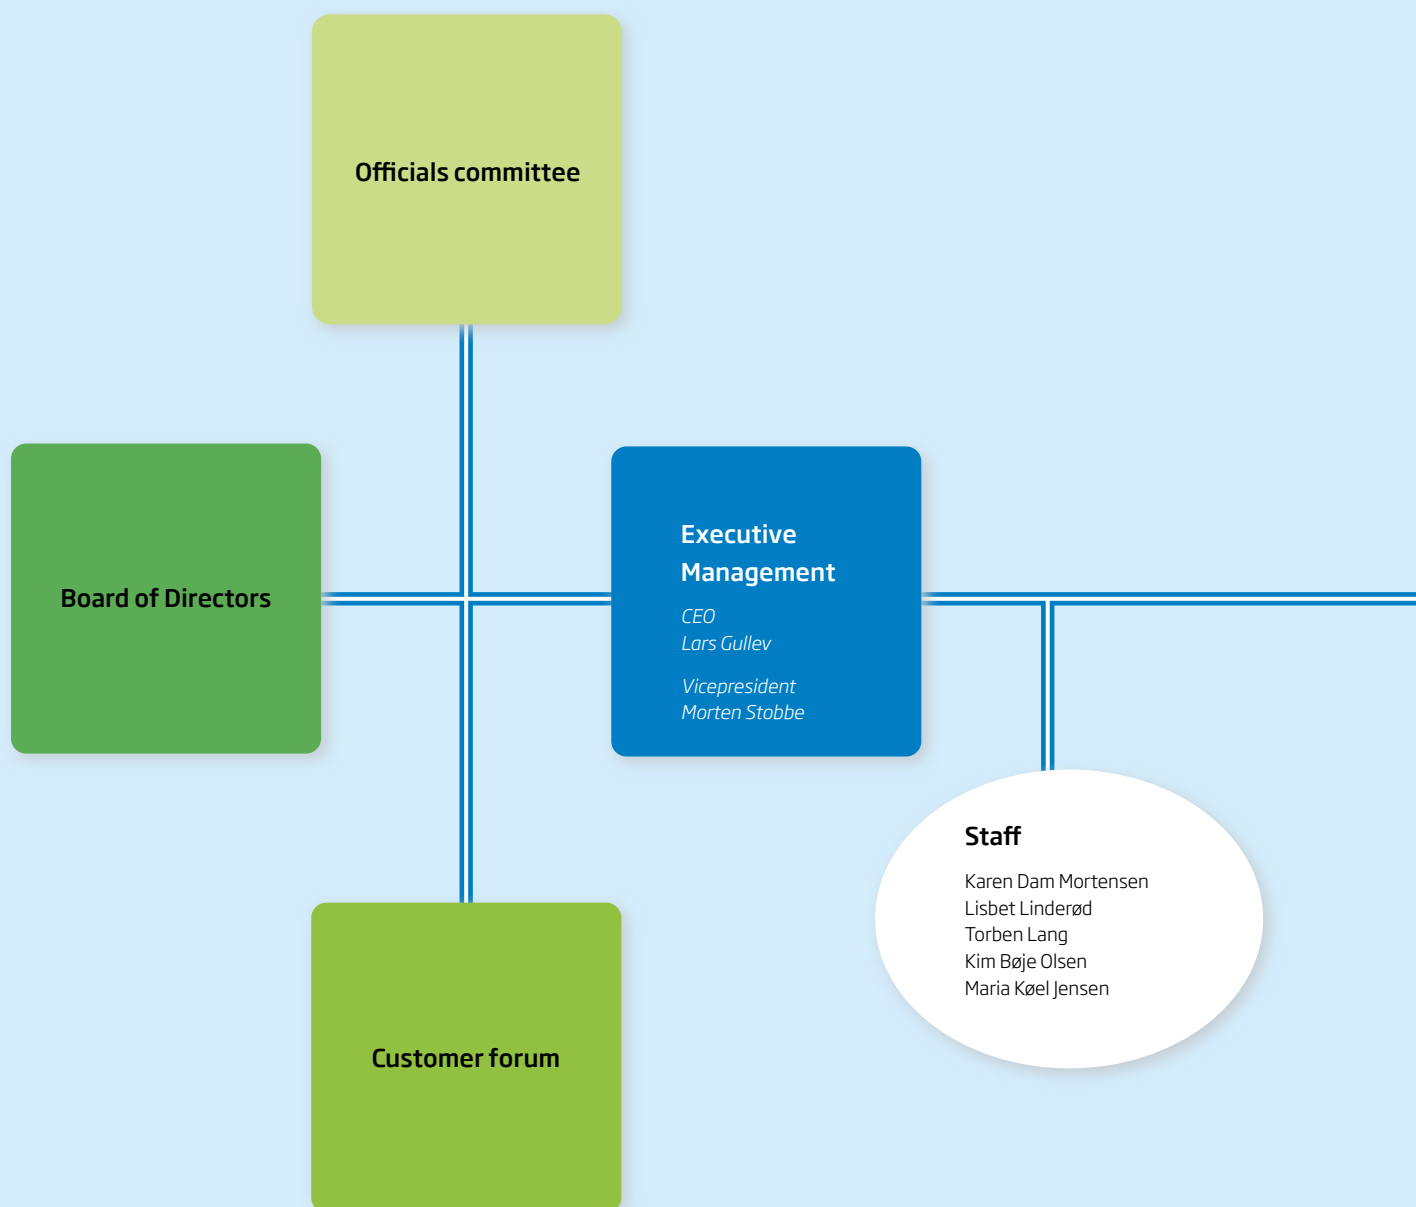 Officials committee
Board of Directors
Executive
Management
CEO
Lars Gullev
Vicepresident
Morten Stobbe
Staff
Karen Dam Mortensen
Lisbet Linderød
Torben Lang
Kim Bøje Olsen
Maria Køel Jensen
Customer forum